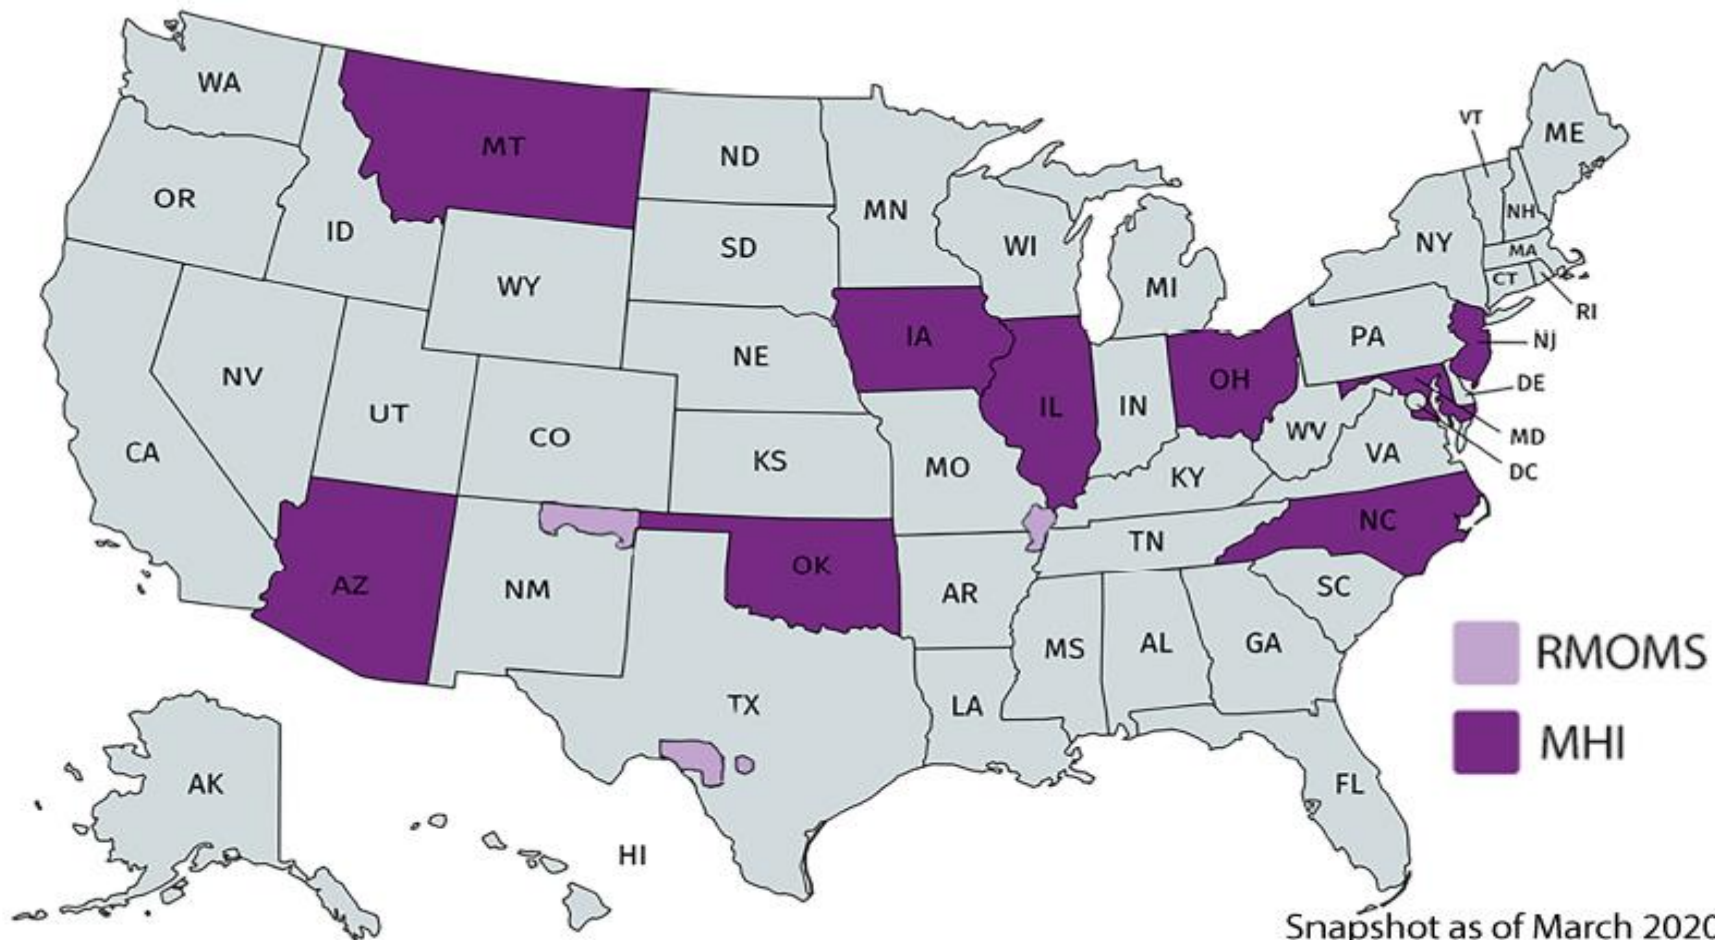 WA
MT
ND
VT
ME
OR
ID
MN
SD
WI
NH
NY
MA
WY
MI
CT
RI
IA
PA
NJ
NE
NV
OH
DE
UT
IL
IN
CO
MD
WV
CA
KS
MO
VA
DC
KY
NC
TN
OK
AZ
NM
AR
SC
MS
AL
GA
RMOMS
TX
LA
MHI
AK
FL
HI
Snapshot as of March 2020